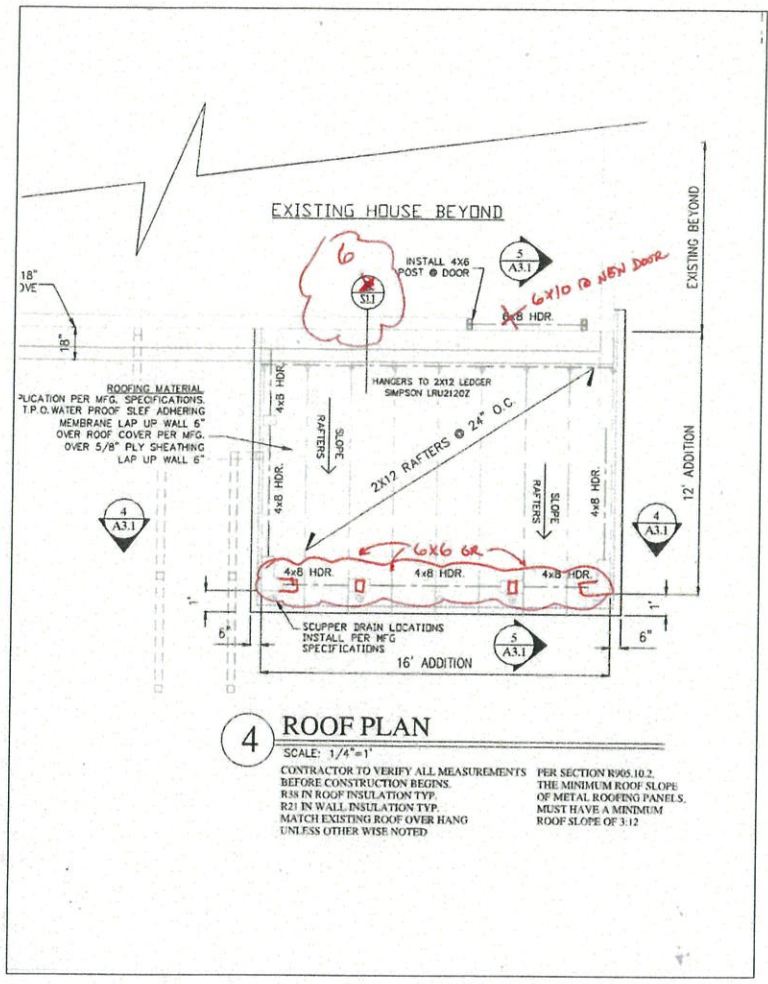 EXISTING HOUSE BEYOND
6
S1.1
INSTALL 4X6
POST @ DOOR
5
A3.1
6X10 @ NEW DOOR
6x8 HDR.
EXISTING BEYOND
18"
OVE
18"
ROOFING MATERIAL
PLICATION PER MFG. SPECIFICATIONS.
T.P.O. WATER PROOF SLEF ADHERING
MEMBRANE LAP UP WALL 6"
OVER ROOF COVER PER MFG.
OVER 5/8" PLY SHEATHING
LAP UP WALL 6"
4x8 HDR.
4x8 HDR.
HANGERS TO 2X12 LEDGER
SIMPSON LRU2120Z
SLOPE
RAFTERS
2X12 RAFTERS @ 24" O.C.
SLOPE
RAFTERS
4x8 HDR.
12' ADDITION
4
A3.1
4
A3.1
6X6 GR
4x8 HDR.
4x8 HDR.
4x8 HDR.
1'
1'
6"
SCUPPER DRAIN LOCATIONS
INSTALL PER MFG
SPECIFICATIONS
5
A3.1
6"
16' ADDITION
4
ROOF PLAN
SCALE: 1/4"=1'
CONTRACTOR TO VERIFY ALL MEASUREMENTS
BEFORE CONSTRUCTION BEGINS.
R38 IN ROOF INSULATION TYP.
R21 IN WALL INSULATION TYP.
MATCH EXISTING ROOF OVER HANG
UNLESS OTHER WISE NOTED
PER SECTION R905.10.2
THE MINIMUM ROOF SLOPE
OF METAL ROOFING PANELS,
MUST HAVE A MINIMUM
ROOF SLOPE OF 3:12